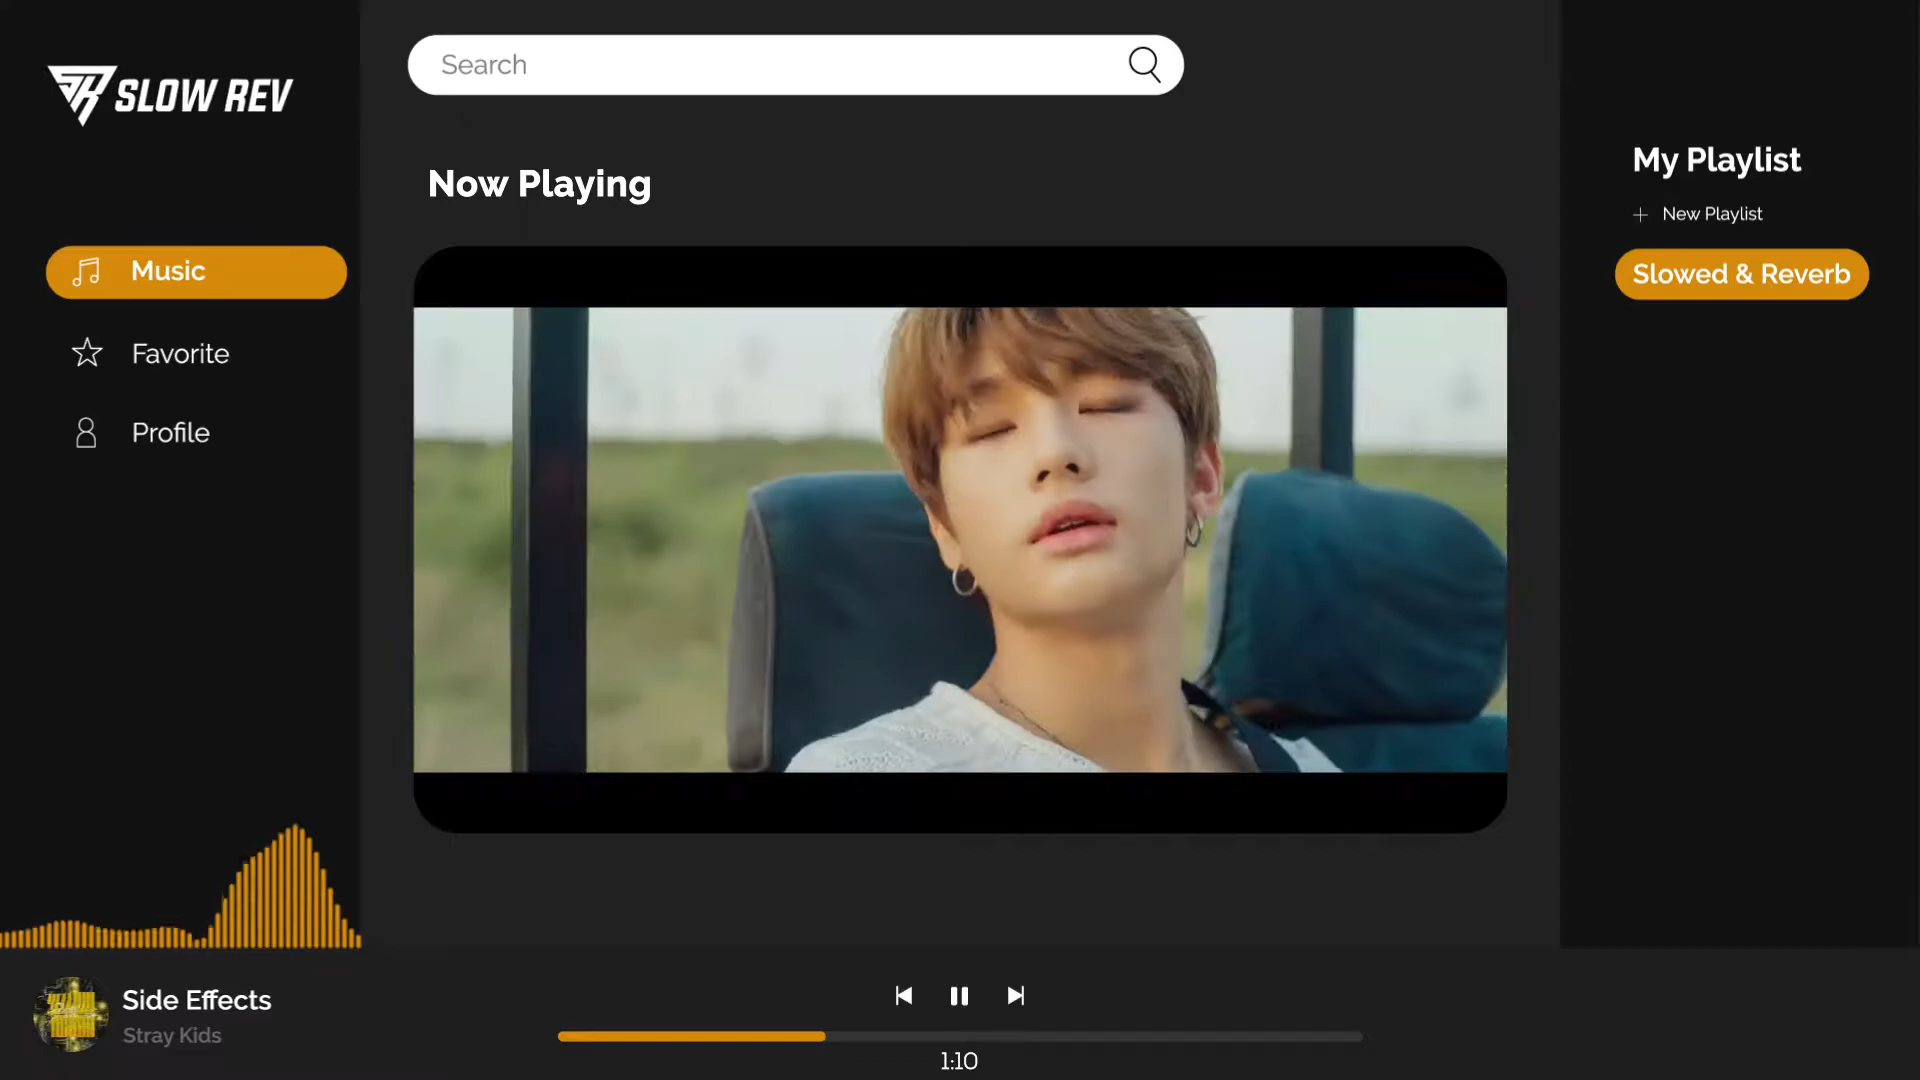 SLOW REV
Search
Now Playing
Music
Favorite
Profile
My Playlist
+ New Playlist
Slowed & Reverb
Side Effects
Stray Kids
1:10